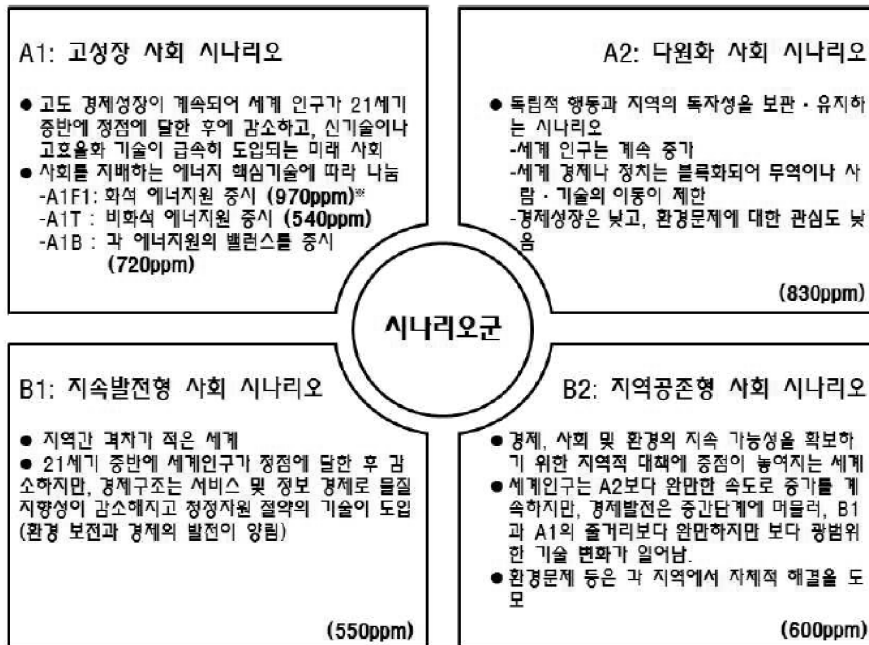 A1: 고성장 사회 시나리오
● 고도 경제성장이 계속되어 세계 인구가 21세기
중반에 정점에 달한 후에 감소하고, 신기술이나
고효율화 기술이 급속히 도입되는 미래 사회
● 사회를 지배하는 에너지 핵심기술에 따라 나눔
-A1F1: 화석 에너지원 중시 (970ppm)※
-A1T : 비화석 에너지원 중시 (540ppm)
-A1B : 각 에너지원의 밸런스를 중시
(720ppm)
A2: 다원화 사회 시나리오
● 독립적 행동과 지역의 독자성을 보관・유지하
는 시나리오
-세계 인구는 계속 증가
-세계 경제나 정치는 블록화되어 무역이나 사
람・기술의 이동이 제한
-경제성장은 낮고, 환경문제에 대한 관심도 낮
음
(830ppm)
시나리오군
B1: 지속발전형 사회 시나리오
● 지역간 격차가 적은 세계
● 21세기 중반에 세계인구가 정점에 달한 후 감
소하지만, 경제구조는 서비스 및 정보 경제로 물질
지향성이 감소해지고 청정자원 절약의 기술이 도입
(환경 보전과 경제의 발전이 양립)
(550ppm)
B2: 지역공존형 사회 시나리오
● 경제, 사회 및 환경의 지속 가능성을 확보하
기 위한 지역적 대책에 중점이 놓여지는 세계
● 세계인구는 A2보다 완만한 속도로 증가를 계
속하지만, 경제발전은 중간단계에 머물러, B1
과 A1의 줄거리보다 완만하지만 보다 광범위
한 기술 변화가 일어남.
● 환경문제 등은 각 지역에서 자체적 해결을 도
모
(600ppm)